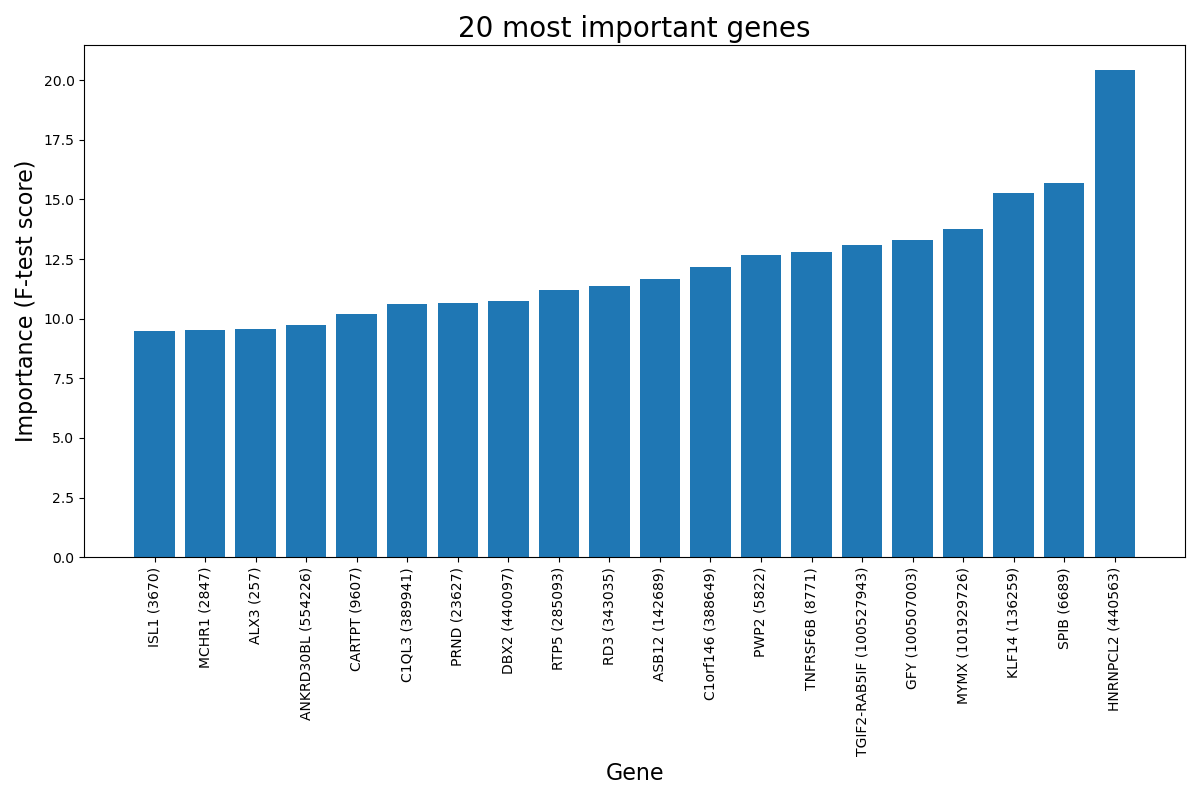 20 most important genes
Importance (F-test score)
20.0
17.5
15.0
12.5
10.0
7.5
5.0
2.5
0.0
ISL1 (3670)
MCHR1 (2847)
ALX3 (257)
ANKRD30BL (554226)
CARTPT (9607)
C1QL3 (389941)
PRND (23627)
DBX2 (440097)
RTP5 (285093)
RD3 (343035)
ASB12 (142689)
C1orf146 (388649)
PWP2 (5822)
TNFRSF6B (8771)
TGIF2-RAB5IF (100527943)
GFY (100507003)
MYMX (101929726)
KLF14 (136259)
SPIB (6689)
HNRNPCL2 (440563)
Gene